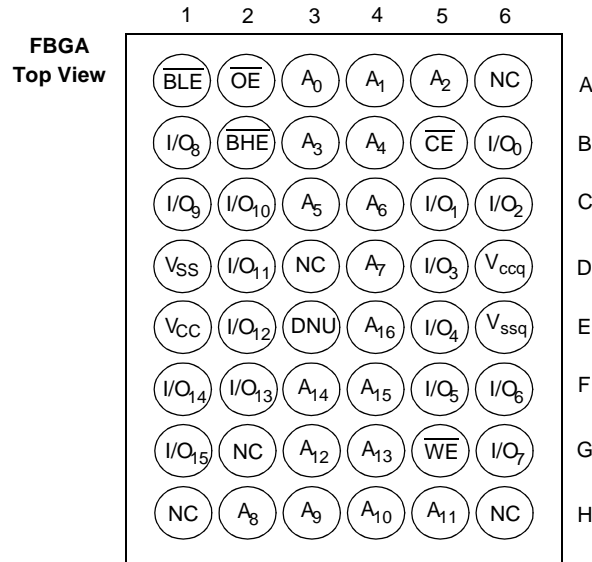 1 2 3 4 5 6
FBGA
Top View
BLE OE A0 A1 A2 NC A
I/O8 BHE A3 A4 CE I/O0 B
I/O9 I/O10 A5 A6 I/O1 I/O2 C
VSS I/O11 NC A7 I/O3 Vccq D
VCC I/O12 DNU A16 I/O4 Vssq E
I/O14 I/O13 A14 A15 I/O5 I/O6 F
I/O15 NC A12 A13 WE I/O7 G
NC A8 A9 A10 A11 NC H